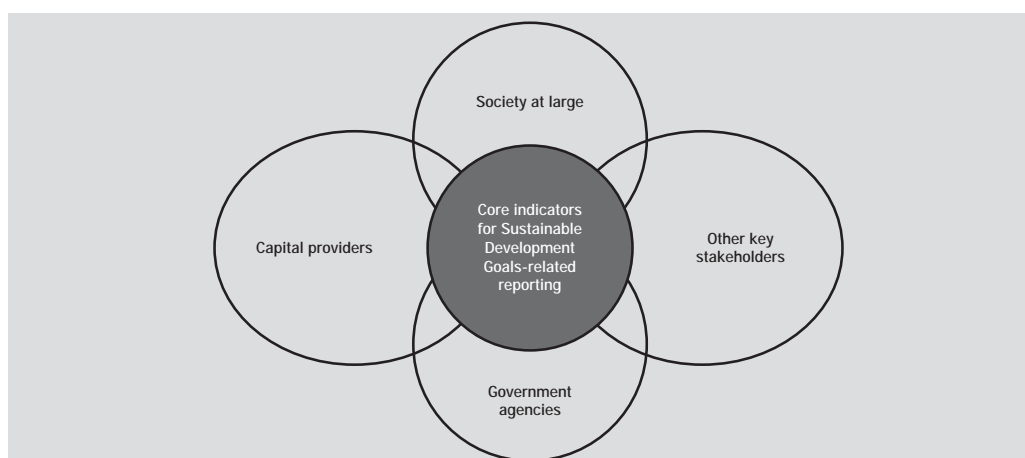 Society at large
Capital providers
Core indicators
for Sustainable
Development
Goals-related
reporting
Other key
stakeholders
Government
agencies